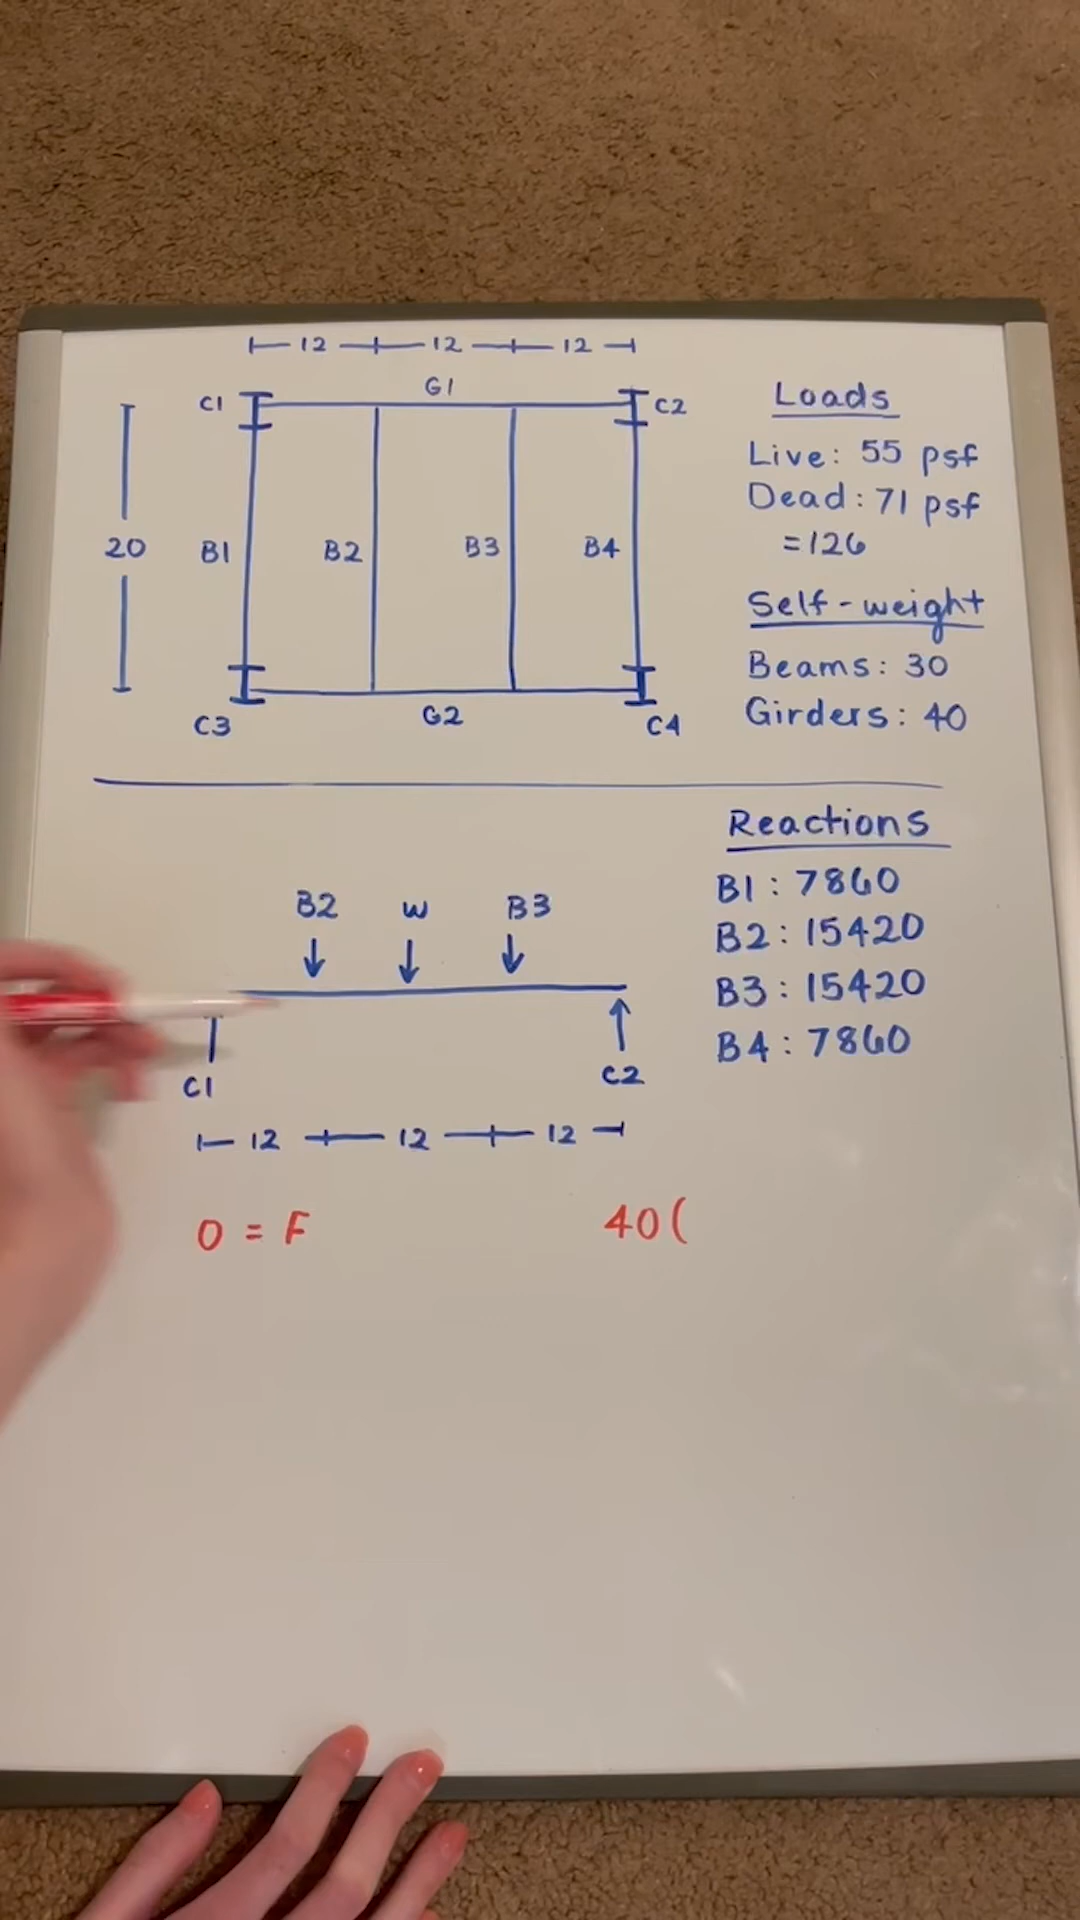 12 12 12
G1
C1 C2
20 B1 B2 B3 B4
G2
C3 C4
Loads
Live: 55 psf
Dead: 71 psf
=126
Self-weight
Beams: 30
Girders: 40
B2 w B3
C1 C2
12 12 12
Reactions
B1: 7860
B2: 15420
B3: 15420
B4: 7860
0 = F 40(